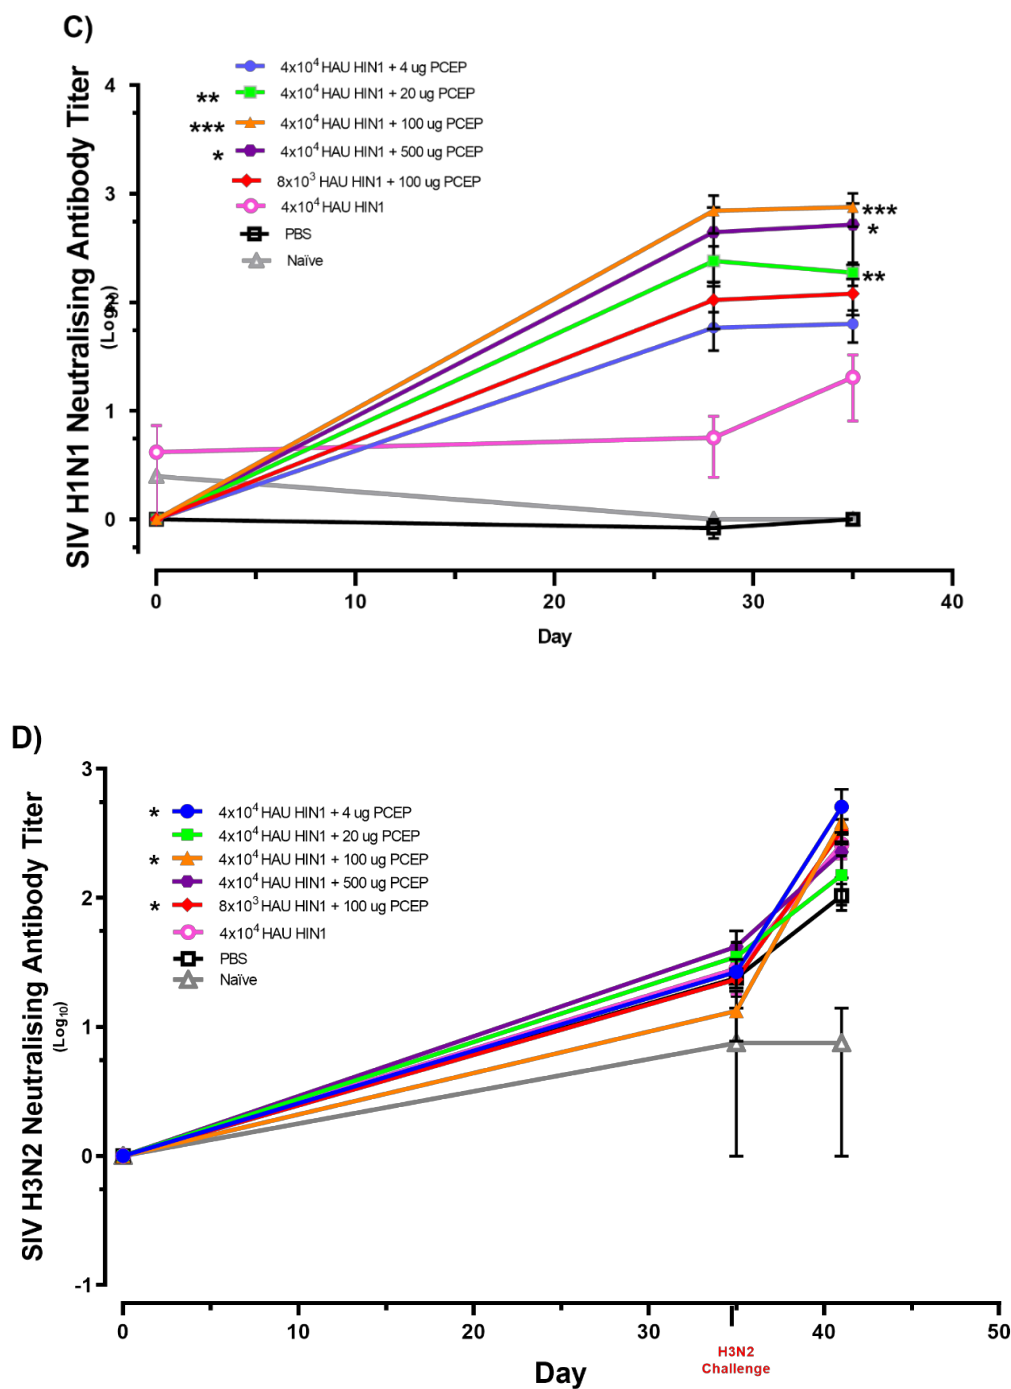 C)
SIV H1N1 Neutralising Antibody Titer
(Log10)
4x10⁴ HAU HIN1 + 4 ug PCEP
** 4x10⁴ HAU HIN1 + 20 ug PCEP
*** 4x10⁴ HAU HIN1 + 100 ug PCEP
* 4x10⁴ HAU HIN1 + 500 ug PCEP
8x10³ HAU HIN1 + 100 ug PCEP
4x10⁴ HAU HIN1
PBS
Naïve
4
3
2
1
0
***
*
**
0 10 20 30 40
Day
D)
SIV H3N2 Neutralising Antibody Titer
(Log₁₀)
* 4x10⁴ HAU HIN1 + 4 ug PCEP
4x10⁴ HAU HIN1 + 20 ug PCEP
* 4x10⁴ HAU HIN1 + 100 ug PCEP
4x10⁴ HAU HIN1 + 500 ug PCEP
* 8x10³ HAU HIN1 + 100 ug PCEP
4x10⁴ HAU HIN1
PBS
Naïve
3
2
1
0
-1
0 10 20 30 40 50
H3N2
Challenge
Day